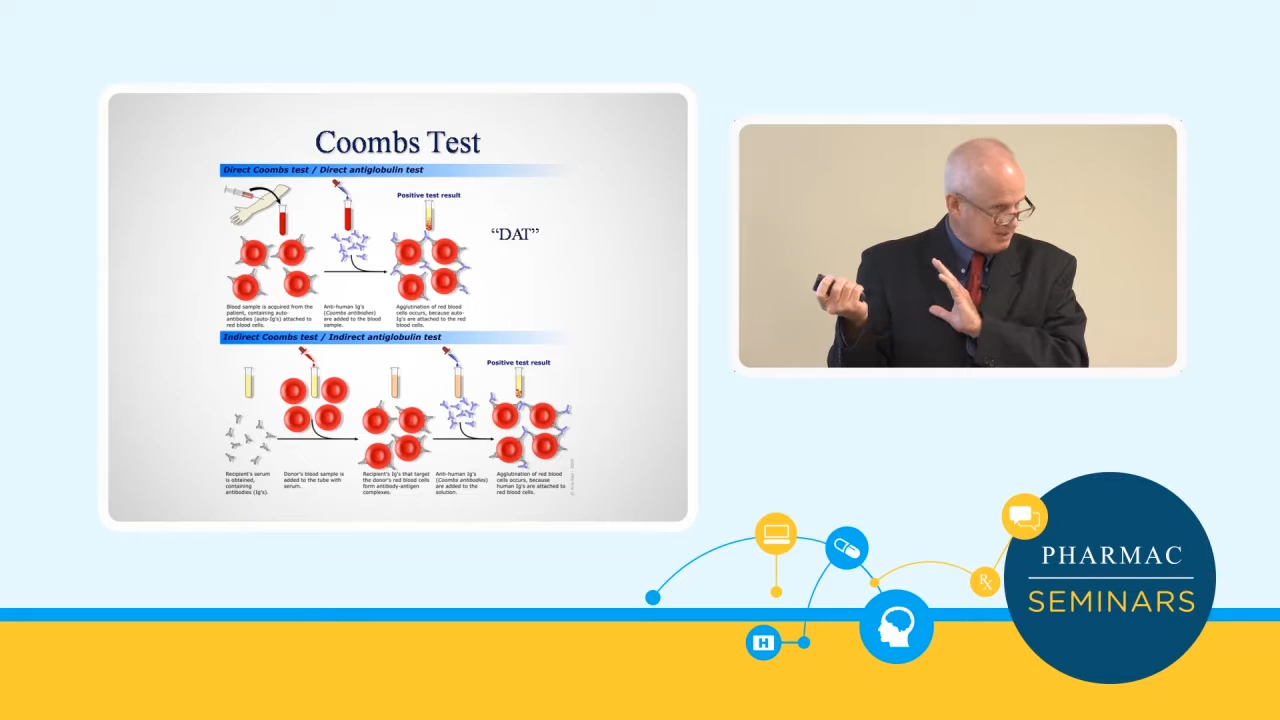 Coombs Test
Direct Coombs test / Direct antiglobulin test
Positive test result
"DAT"
Blood sample is acquired from the
patient, containing auto-
antibodies (auto-Ig's) attached to
red blood cells.
Anti-human Ig's
(Coombs antibodies)
are added to the blood
sample.
Agglutination of red blood
cells occurs, because auto-
Ig's are attached to the red
blood cells.
Indirect Coombs test / Indirect antiglobulin test
Positive test result
Recipient's serum
is obtained,
containing
antibodies (Ig's).
Donor's blood sample is
added to the tube with
serum.
Recipient's Ig's that target
the donor's red blood cells
form antibody-antigen
complexes.
Anti-human Ig's
(Coombs antibodies)
are added to the
solution.
Agglutination of red blood
cells occurs, because
human Ig's are attached to
red blood cells.
Rx
H
PHARMAC
SEMINARS